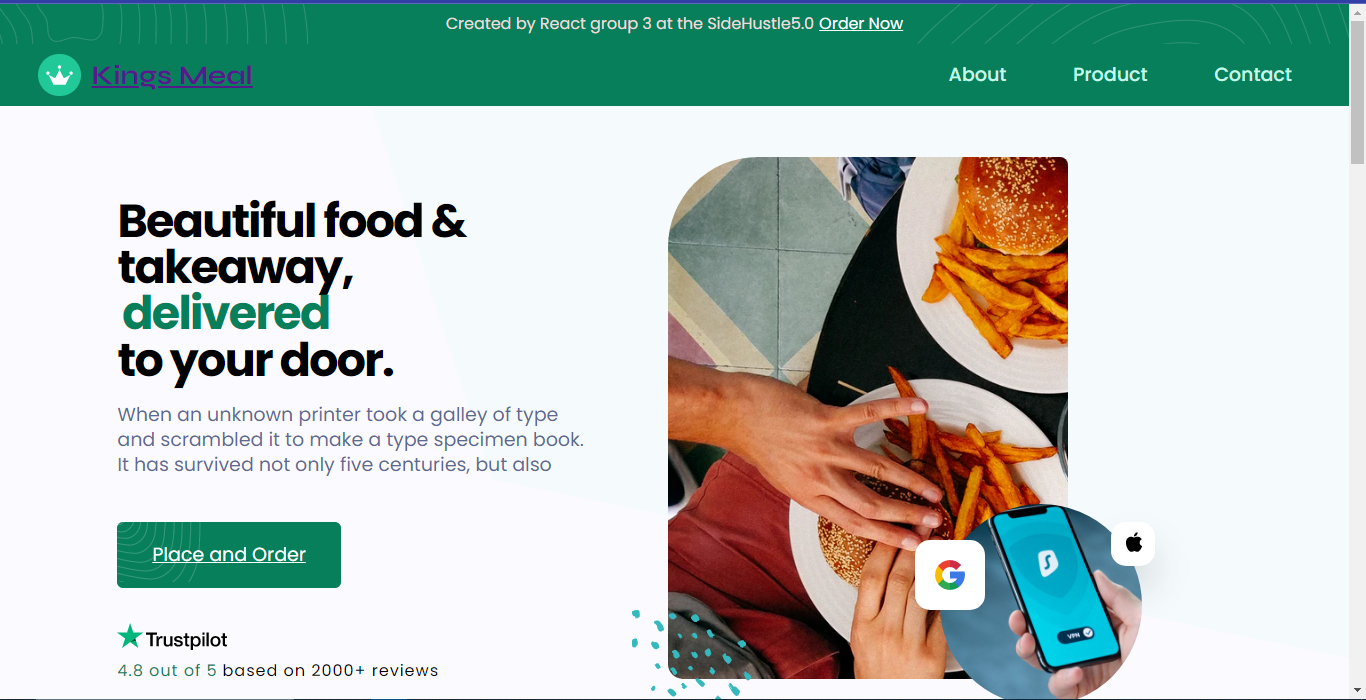 Created by React group 3 at the SideHustle5.0 Order Now
Kings Meal
About
Product
Contact
Beautiful food &
takeaway,
delivered
to your door.
When an unknown printer took a galley of type
and scrambled it to make a type specimen book.
It has survived not only five centuries, but also
Place and Order
Trustpilot
4.8 out of 5 based on 2000+ reviews
G
VPN